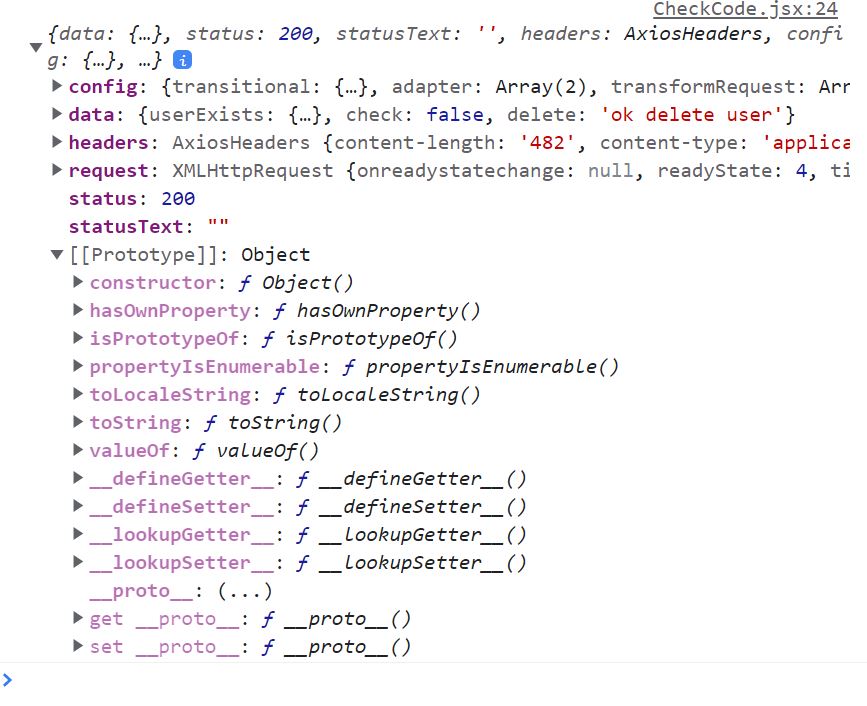 CheckCode.jsx:24
{data: {…}, status: 200, statusText: '', headers: AxiosHeaders, confi
g: {…}, …} i
config: {transitional: {…}, adapter: Array(2), transformRequest: Arr
data: {userExists: {…}, check: false, delete: 'ok delete user'}
headers: AxiosHeaders {content-length: '482', content-type: 'applica
request: XMLHttpRequest {onreadystatechange: null, readyState: 4, ti
status: 200
statusText: ""
[[Prototype]]: Object
constructor: ƒ Object()
hasOwnProperty: ƒ hasOwnProperty()
isPrototypeOf: ƒ isPrototypeOf()
propertyIsEnumerable: ƒ propertyIsEnumerable()
toLocaleString: ƒ toLocaleString()
toString: ƒ toString()
valueOf: ƒ valueOf()
__defineGetter__: ƒ __defineGetter__()
__defineSetter__: ƒ __defineSetter__()
__lookupGetter__: ƒ __lookupGetter__()
__lookupSetter__: ƒ __lookupSetter__()
__proto__: (...)
get __proto__: ƒ __proto__()
set __proto__: ƒ __proto__()